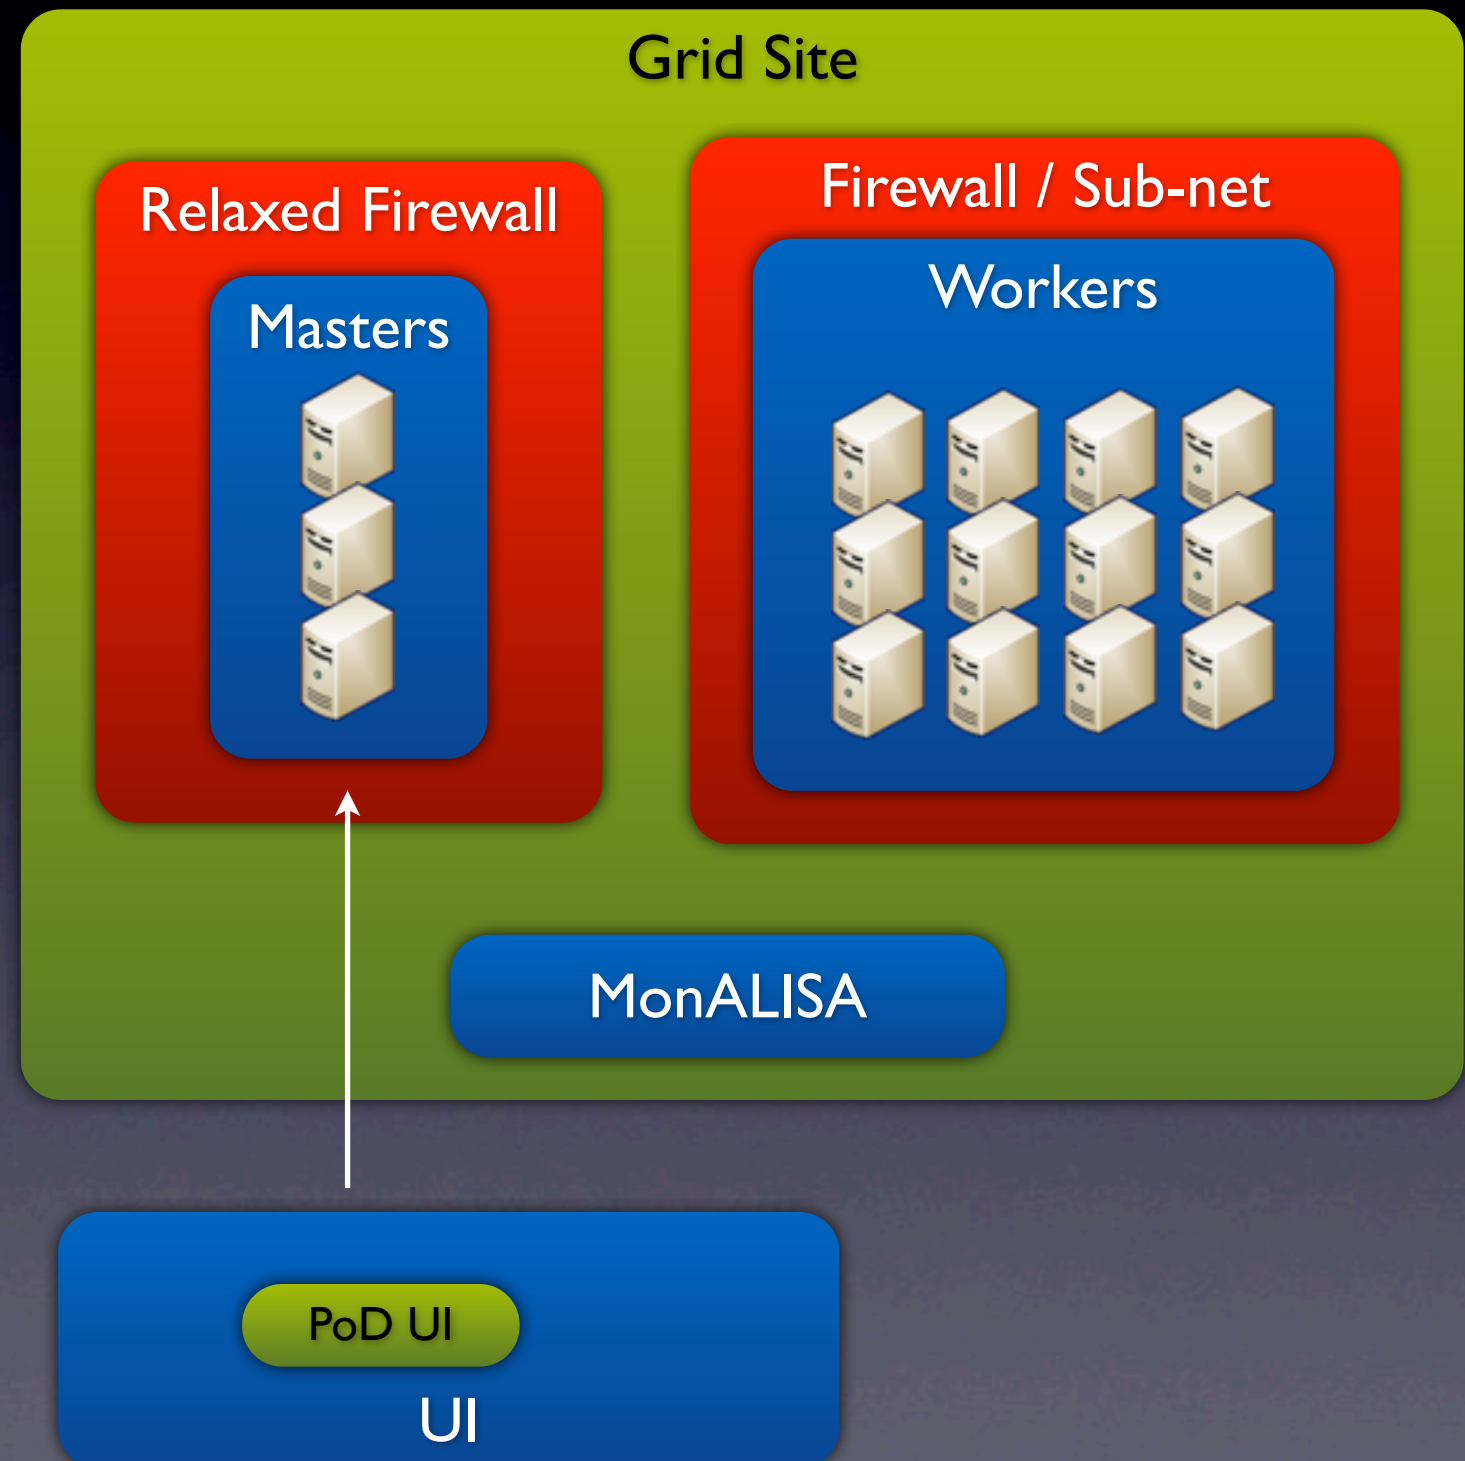 Grid Site
Relaxed Firewall
Masters
Firewall / Sub-net
Workers
MonALISA
PoD UI
UI